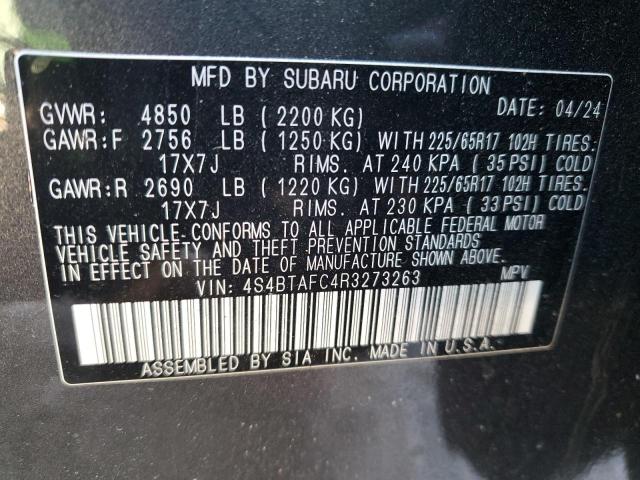 MFD BY SUBARU CORPORATION
DATE: 04/24
GVWR: 4850 LB (2200 KG)
GAWR:F 2756 LB (1250 KG) WITH 225/65R17 102H TIRES.
17X7J RIMS. AT 240 KPA (35 PSI) COLD
GAWR:R 2690 LB (1220 KG) WITH 225/65R17 102H TIRES.
17X7J RIMS. AT 230 KPA (33 PSI) COLD
THIS VEHICLE CONFORMS TO ALL APPLICABLE FEDERAL MOTOR
VEHICLE SAFETY AND THEFT PREVENTION STANDARDS
IN EFFECT ON THE DATE OF MANUFACTURE SHOWN ABOVE.
VIN: 4S4BTAFC4R3273263 MPV
ASSEMBLED BY SIA INC. MADE IN U.S.A.